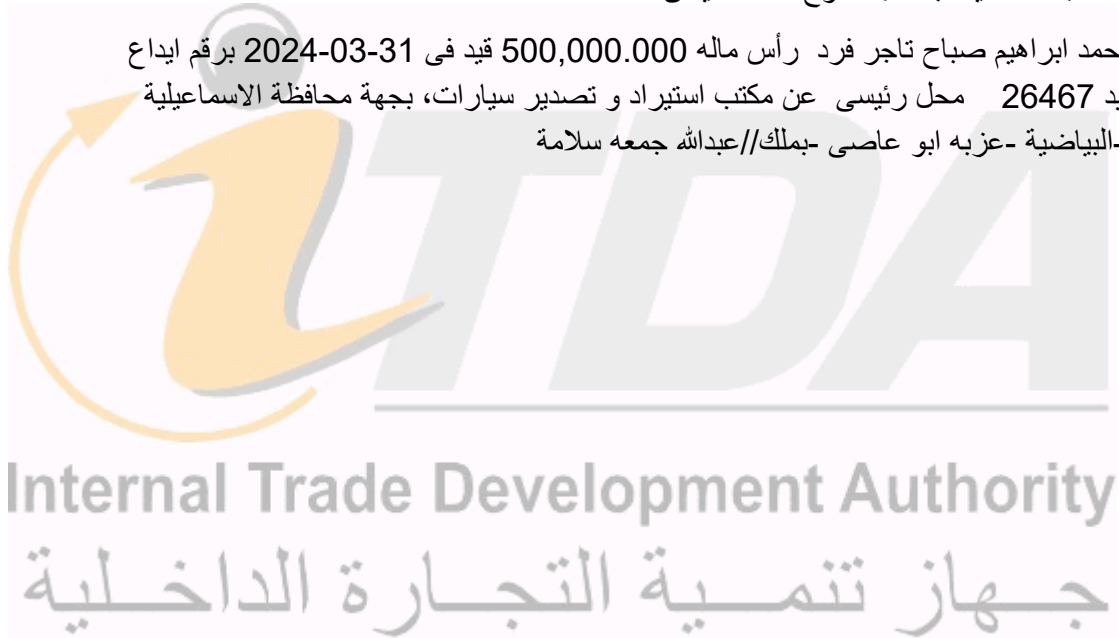 حمد ابراهيم صباح تاجر فرد رأس ماله 500,000.000 قيد فى 31-03-2024 برقم ايداع
يد 26467 محل رئيسى عن مكتب استيراد و تصدير سيارات، بجهة محافظة الاسماعيلية
-البياضية -عزبه ابو عاصى -بملك//عبدالله جمعه سلامة
iTDA
Internal Trade Development Authority
جهاز تنمية التجارة الداخلية